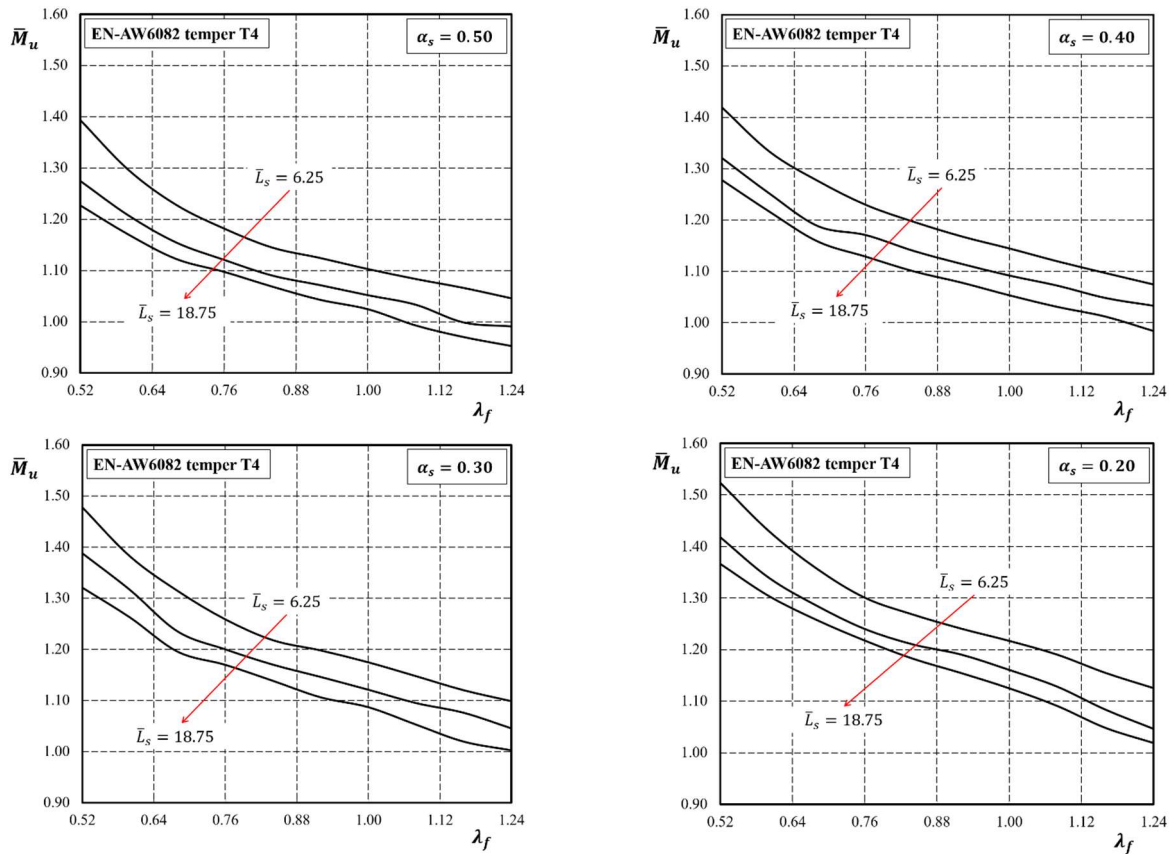 M̄u
EN-AW6082 temper T4
αs = 0.50
1.60
1.50
1.40
1.30
1.20
1.10
1.00
0.90
L̄s = 6.25
L̄s = 18.75
0.52 0.64 0.76 0.88 1.00 1.12 1.24
λf
M̄u
EN-AW6082 temper T4
αs = 0.40
1.60
1.50
1.40
1.30
1.20
1.10
1.00
0.90
L̄s = 6.25
L̄s = 18.75
0.52 0.64 0.76 0.88 1.00 1.12 1.24
λf
M̄u
EN-AW6082 temper T4
αs = 0.30
1.60
1.50
1.40
1.30
1.20
1.10
1.00
0.90
L̄s = 6.25
L̄s = 18.75
0.52 0.64 0.76 0.88 1.00 1.12 1.24
λf
M̄u
EN-AW6082 temper T4
αs = 0.20
1.60
1.50
1.40
1.30
1.20
1.10
1.00
0.90
L̄s = 6.25
L̄s = 18.75
0.52 0.64 0.76 0.88 1.00 1.12 1.24
λf